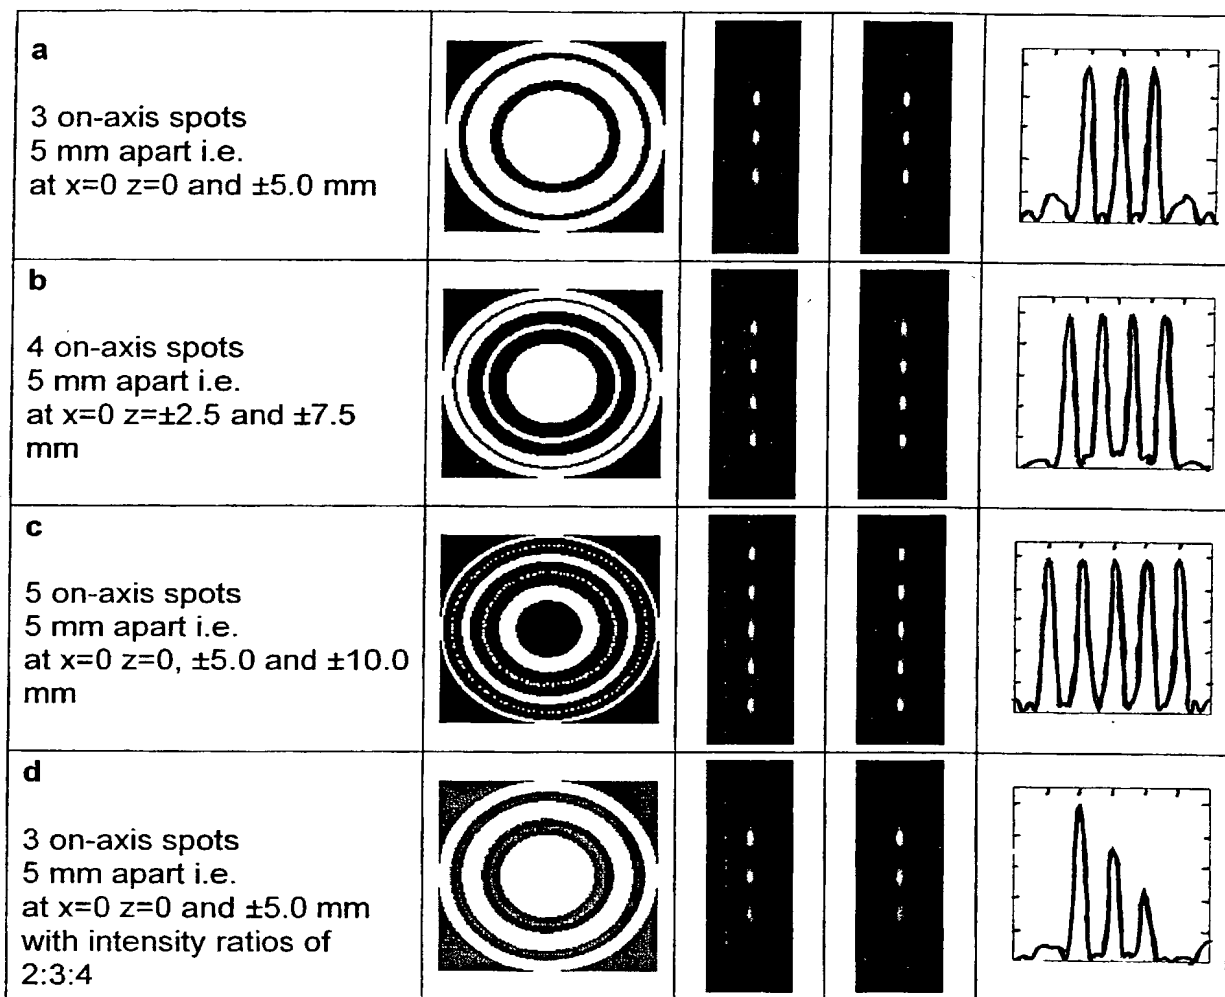 a
3 on-axis spots
5 mm apart i.e.
at x=0 z=0 and ±5.0 mm
b
4 on-axis spots
5 mm apart i.e.
at x=0 z=±2.5 and ±7.5
mm
c
5 on-axis spots
5 mm apart i.e.
at x=0 z=0, ±5.0 and ±10.0
mm
d
3 on-axis spots
5 mm apart i.e.
at x=0 z=0 and ±5.0 mm
with intensity ratios of
2:3:4